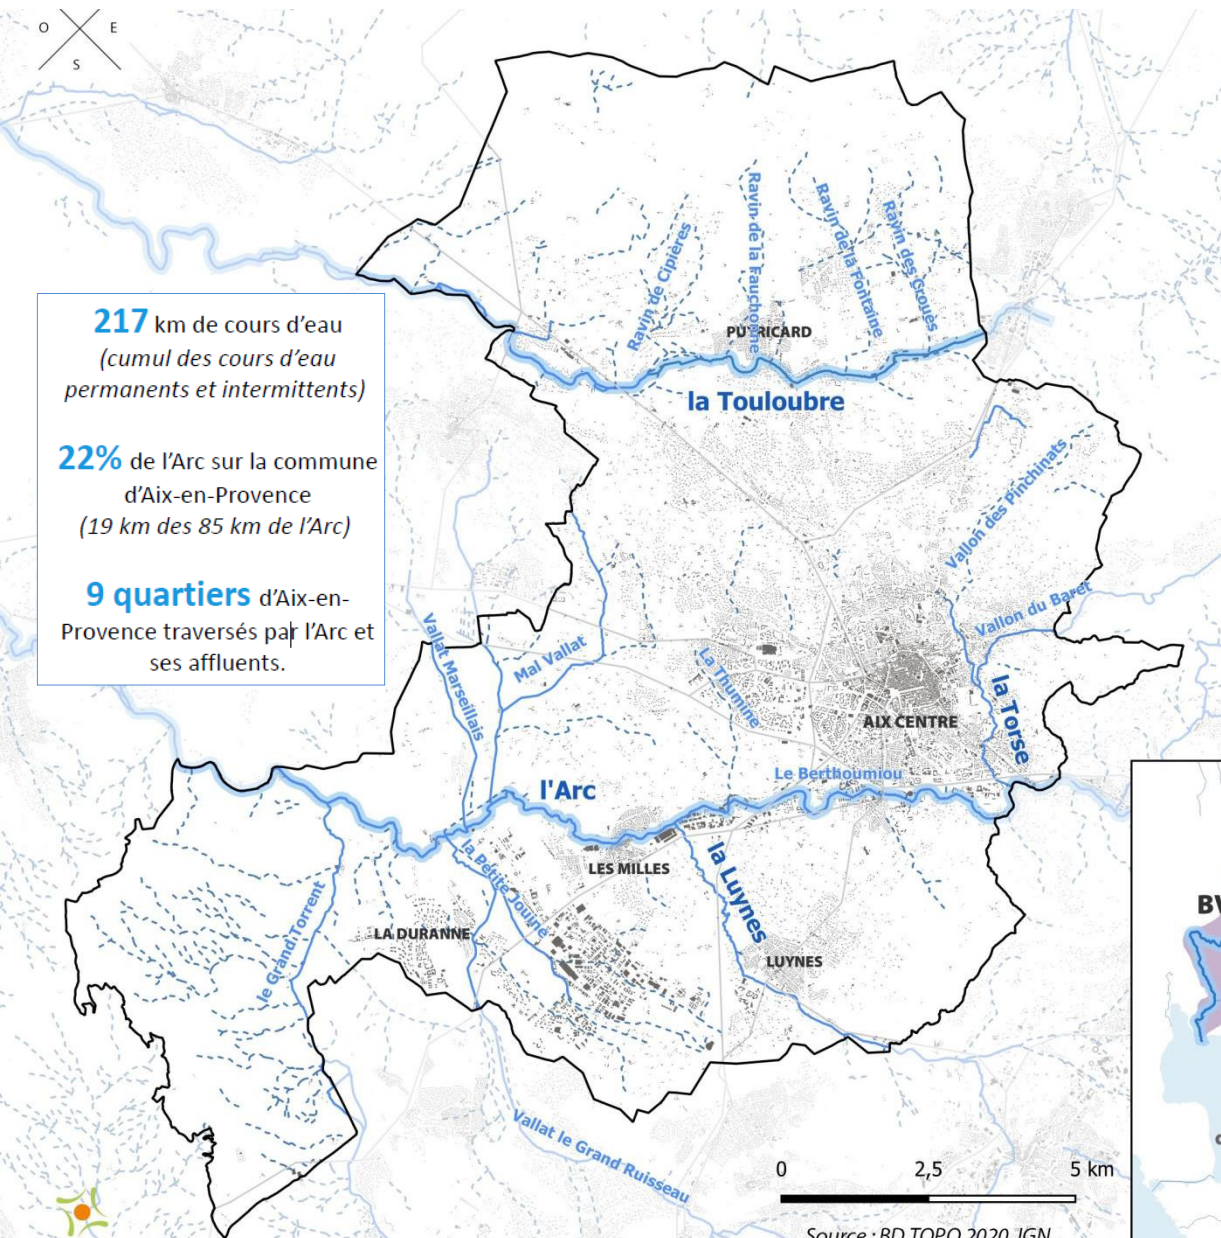 O E
S
217 km de cours d'eau
(cumul des cours d'eau
permanents et intermittents)
22% de l'Arc sur la commune
d'Aix-en-Provence
(19 km des 85 km de l'Arc)
9 quartiers d'Aix-en-
Provence traversés par l'Arc et
ses affluents.
Ravin de Cipières
Ravin de la Fauchonne
Ravin de la Fontaine
Ravin des Croues
PUYRICARD
la Touloubre
Vallon des Pinchinats
Vallon du Baret
Vallat Marseillais
Mal Vallat
La Thumine
AIX CENTRE
la Torse
Le Berthoumiou
l'Arc
LES MILLES
la Petite Jouine
la Luynes
LA DURANNE
le Grand Torrent
LUYNES
Vallat le Grand Ruisseau
BV
0 2,5 5 km
Source : BD TOPO 2020, IGN